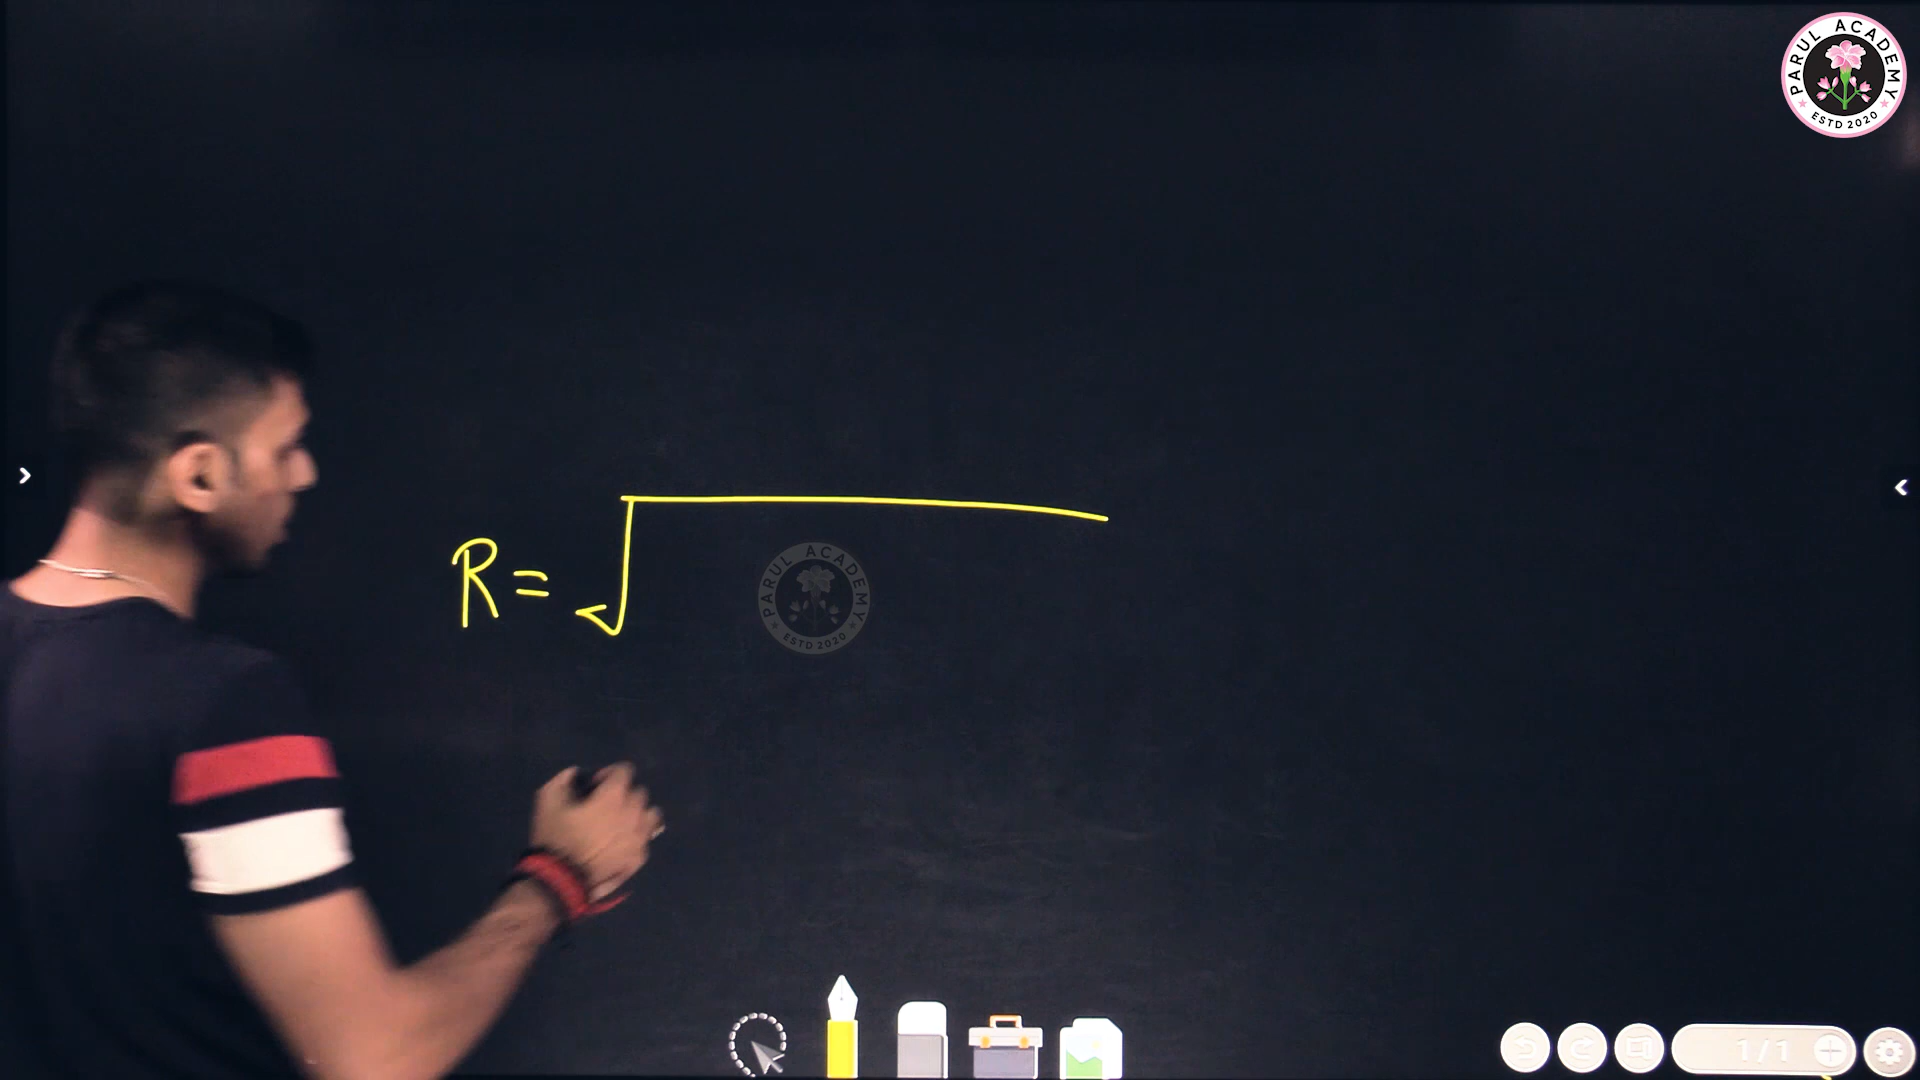 PARUL ACADEMY
ESTD 2020
R = √
PARUL ACADEMY
ESTD 2020
1/1